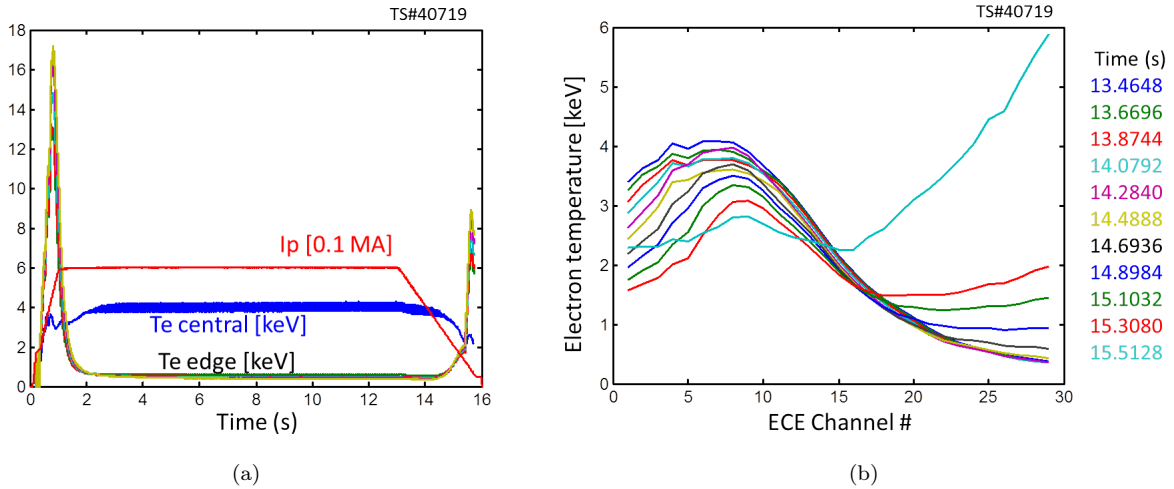 TS#40719
18
16
14
12
10
8
6
4
2
0
Ip [0.1 MA]
Te central [keV]
Te edge [keV]
0 2 4 6 8 10 12 14 16
Time (s)
(a)
TS#40719
Electron temperature [keV]
6
5
4
3
2
1
0
0 5 10 15 20 25 30
ECE Channel #
Time (s)
13.4648
13.6696
13.8744
14.0792
14.2840
14.4888
14.6936
14.8984
15.1032
15.3080
15.5128
(b)